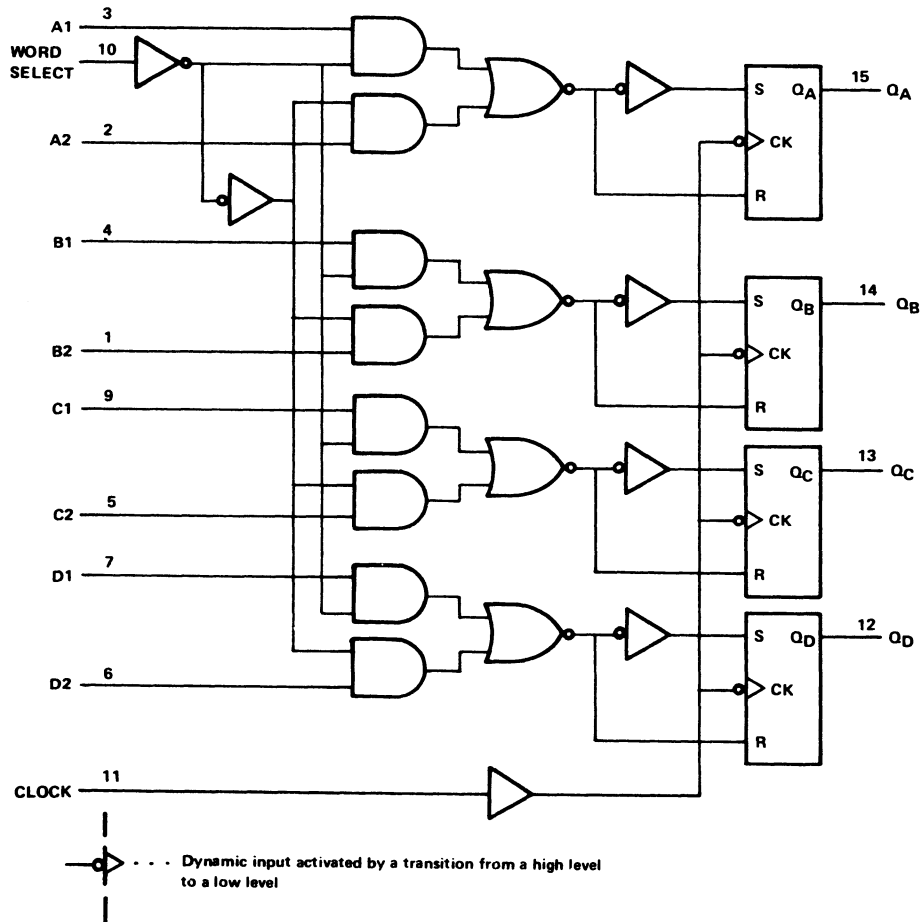 A1 3
WORD SELECT 10
A2 2
S QA 15 QA
CK
R
B1 4
B2 1
S QB 14 QB
CK
R
C1 9
C2 5
S QC 13 QC
CK
R
D1 7
D2 6
S QD 12 QD
CK
R
CLOCK 11
. . . . Dynamic input activated by a transition from a high level
to a low level